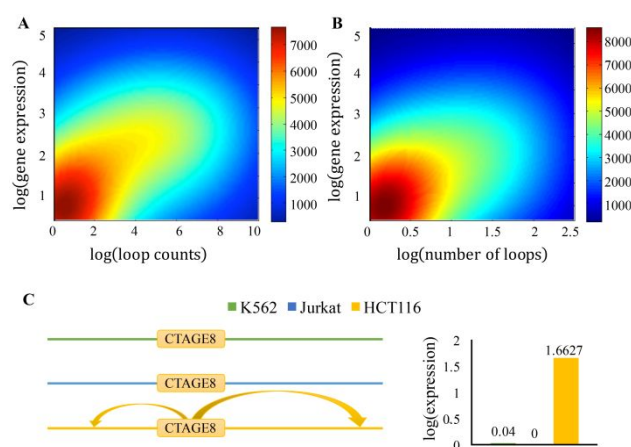 A
5
4
3
2
1
log(gene expression)
0 2 4 6 8 10
log(loop counts)
7000
6000
5000
4000
3000
2000
1000
B
5
4
3
2
1
log(gene expression)
0 0.5 1 1.5 2 2.5
log(number of loops)
8000
7000
6000
5000
4000
3000
2000
1000
C
K562 Jurkat HCT116
CTAGE8
CTAGE8
CTAGE8
log(expression)
2
1.5
1
0.5
0
0.04 0 1.6627